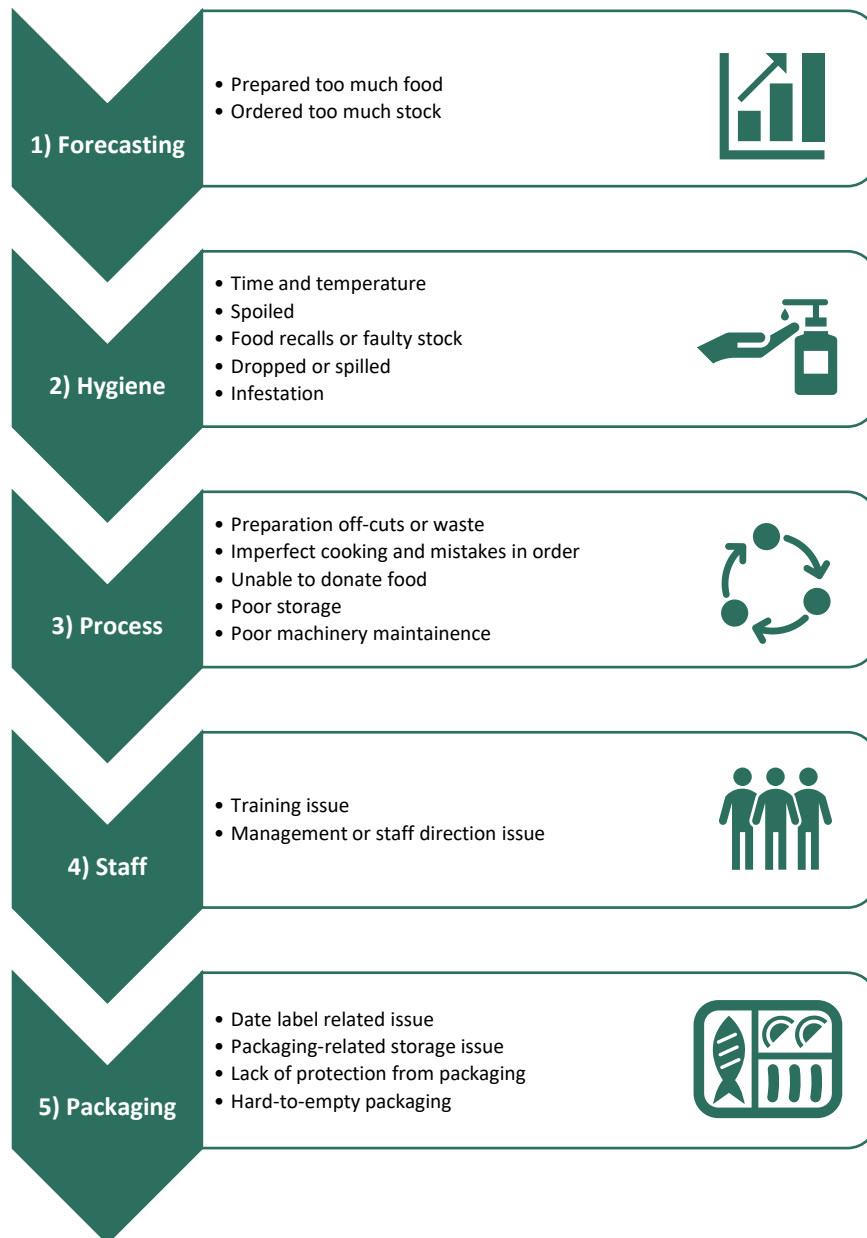 1) Forecasting
• Prepared too much food
• Ordered too much stock
2) Hygiene
• Time and temperature
• Spoiled
• Food recalls or faulty stock
• Dropped or spilled
• Infestation
3) Process
• Preparation off-cuts or waste
• Imperfect cooking and mistakes in order
• Unable to donate food
• Poor storage
• Poor machinery maintainence
4) Staff
• Training issue
• Management or staff direction issue
5) Packaging
• Date label related issue
• Packaging-related storage issue
• Lack of protection from packaging
• Hard-to-empty packaging